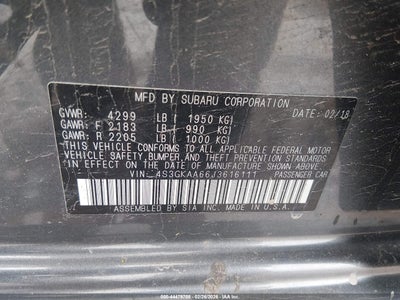 MFD BY SUBARU CORPORATION
GVWR: 4299 LB ( 1950 KG) DATE: 02/18
GAWR: F 2183 LB ( 990 KG)
GAWR: R 2205 LB ( 1000 KG)
THIS VEHICLE CONFORMS TO ALL APPLICABLE FEDERAL MOTOR
VEHICLE SAFETY, BUMPER, AND THEFT PREVENTION STANDARDS
IN EFFECT ON THE DATE OF MANUFACTURE SHOWN ABOVE.
VIN: 4S3GKAA66J3616111 PASSENGER CAR
ASSEMBLED BY SIA INC. MADE IN U.S.A.